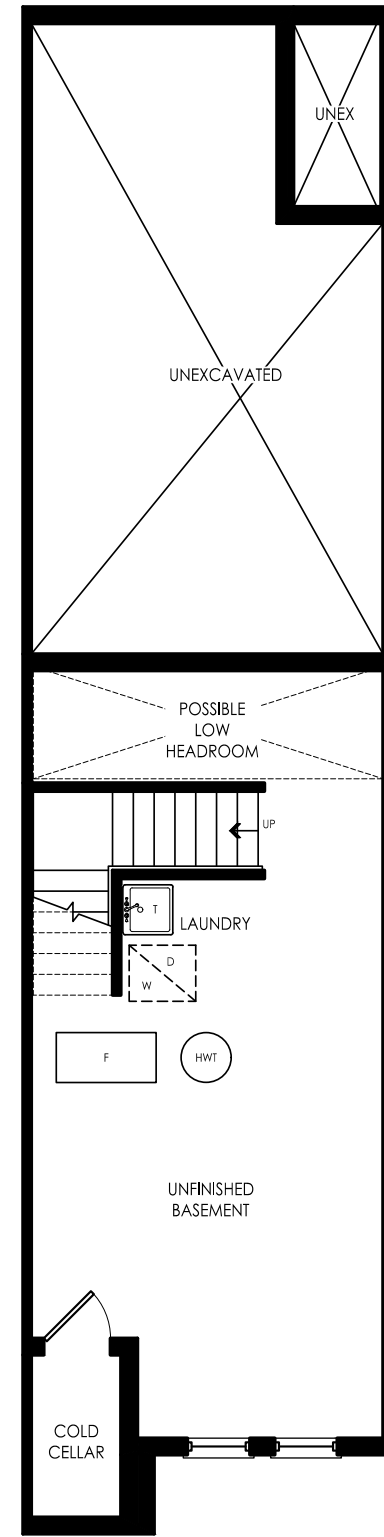 UNEX
UNEXCAVATED
POSSIBLE
LOW
HEADROOM
UP
T
LAUNDRY
D
W
F
HWT
UNFINISHED
BASEMENT
COLD
CELLAR